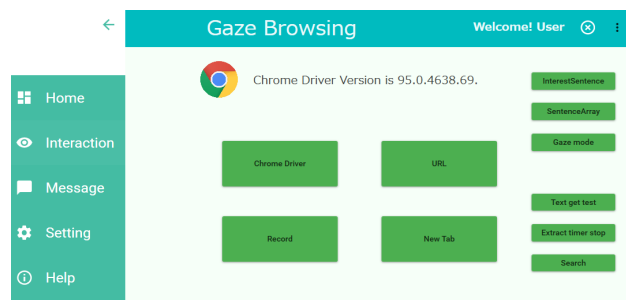 Gaze Browsing
Welcome! User
Home
Interaction
Message
Setting
Help
Chrome Driver Version is 95.0.4638.69.
Chrome Driver
URL
Record
New Tab
InterestSentence
SentenceArray
Gaze mode
Text get test
Extract timer stop
Search